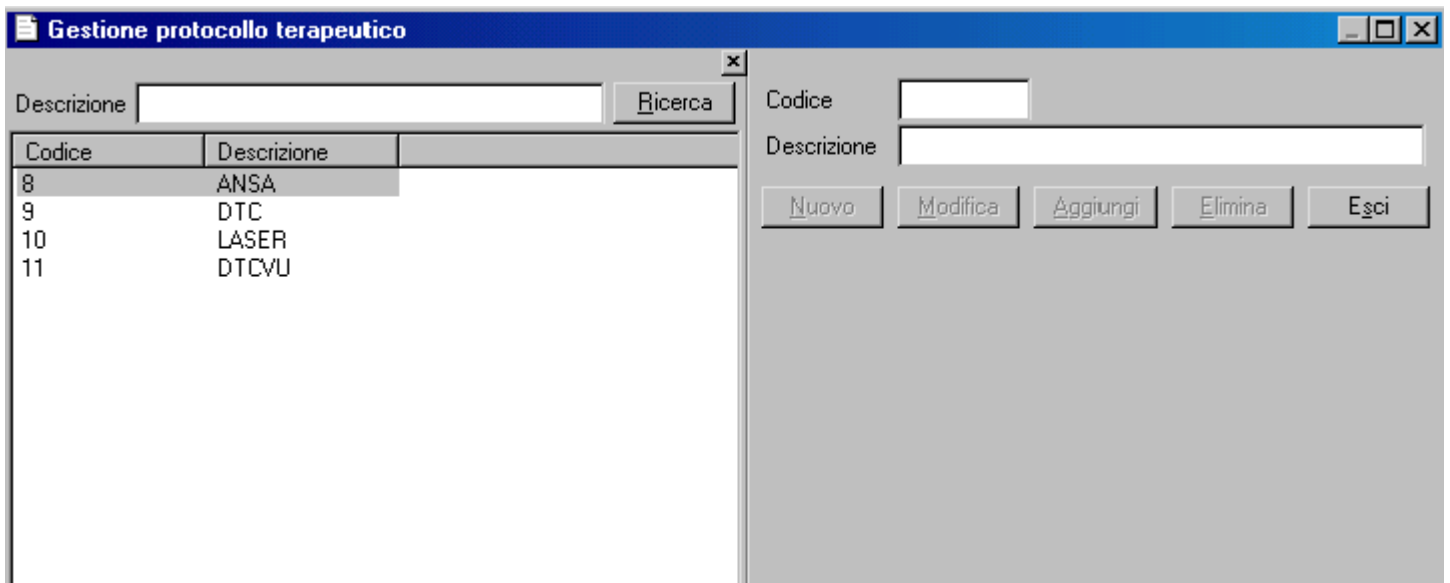 Gestione protocollo terapeutico
Descrizione Ricerca
Codice Descrizione
8 ANSA
9 DTC
10 LASER
11 DTCVU
Codice
Descrizione
Nuovo Modifica Aggiungi Elimina Esci